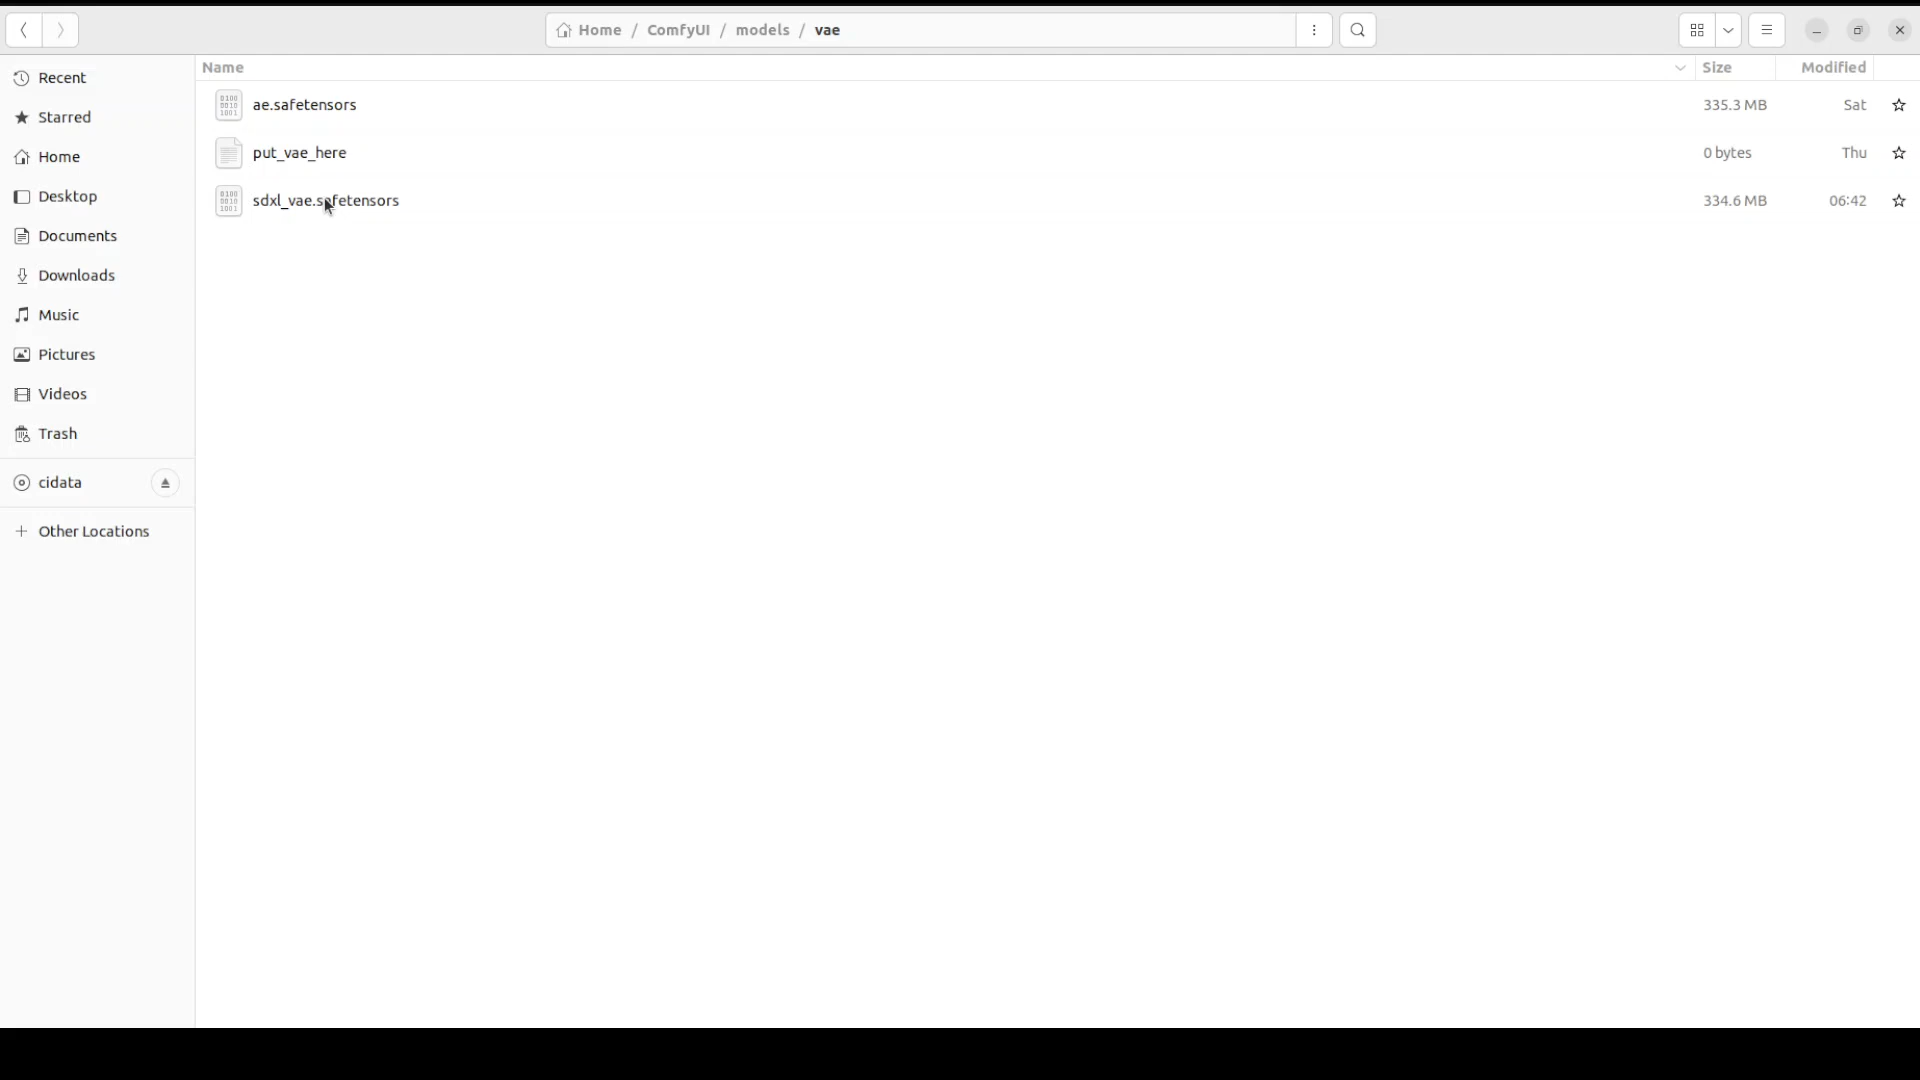 Home / ComfyUI / models / vae
Recent
Starred
Home
Desktop
Documents
Downloads
Music
Pictures
Videos
Trash
cidata
Other Locations
Name Size Modified
ae.safetensors 335.3 MB Sat
put_vae_here 0 bytes Thu
sdxl_vae.safetensors 334.6 MB 06:42